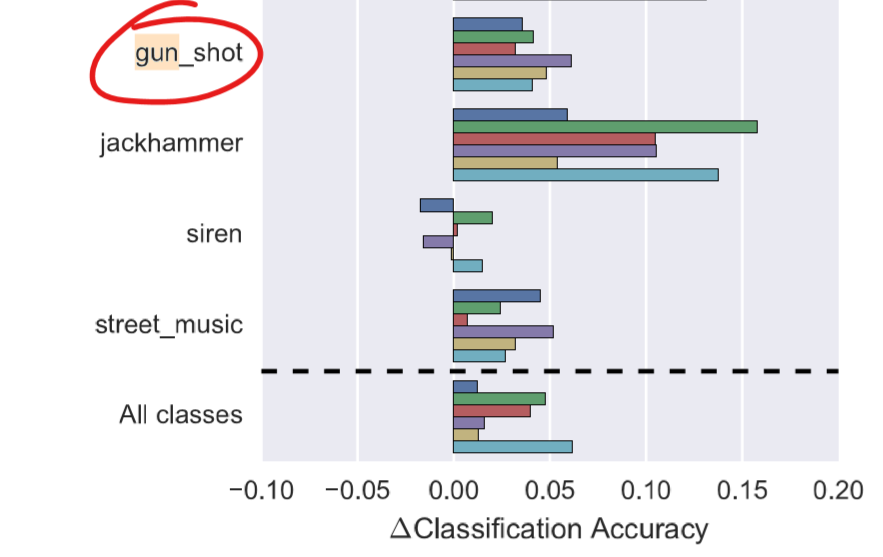 gun_shot
jackhammer
siren
street_music
All classes
−0.10 −0.05 0.00 0.05 0.10 0.15 0.20
ΔClassification Accuracy